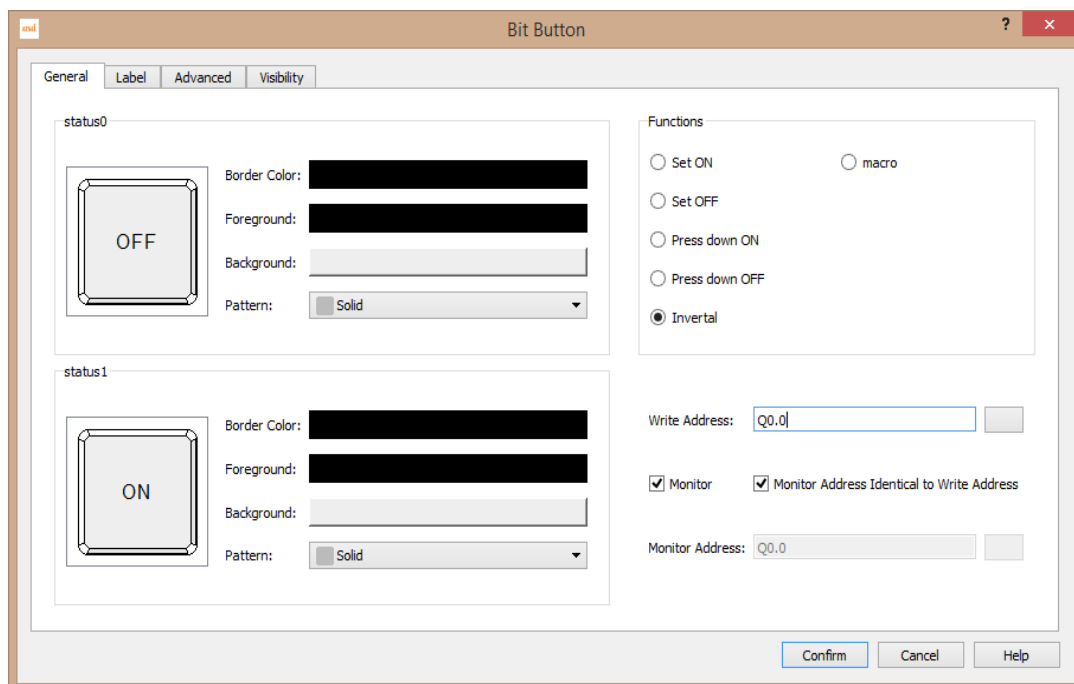 Bit Button
?
×
General Label Advanced Visibility
status0
OFF
Border Color:
Foreground:
Background:
Pattern: Solid
status1
ON
Border Color:
Foreground:
Background:
Pattern: Solid
Functions
Set ON macro
Set OFF
Press down ON
Press down OFF
Invertal
Write Address: Q0.0
Monitor Monitor Address Identical to Write Address
Monitor Address: Q0.0
Confirm Cancel Help